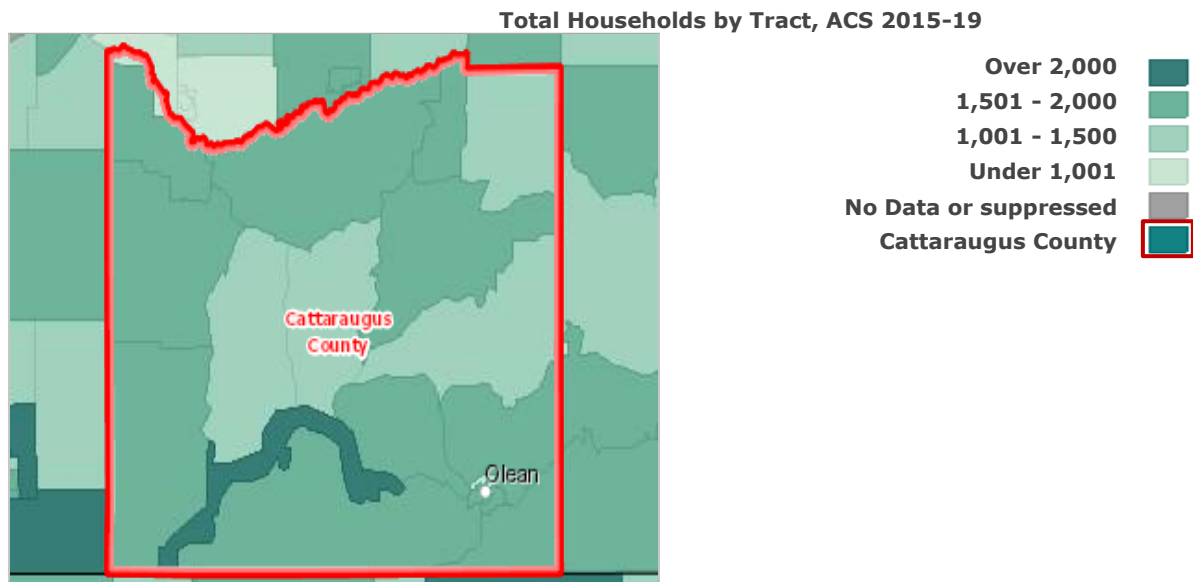 Total Households by Tract, ACS 2015-19
Over 2,000
1,501 - 2,000
1,001 - 1,500
Under 1,001
No Data or suppressed
Cattaraugus County
Cattaraugus
County
Olean